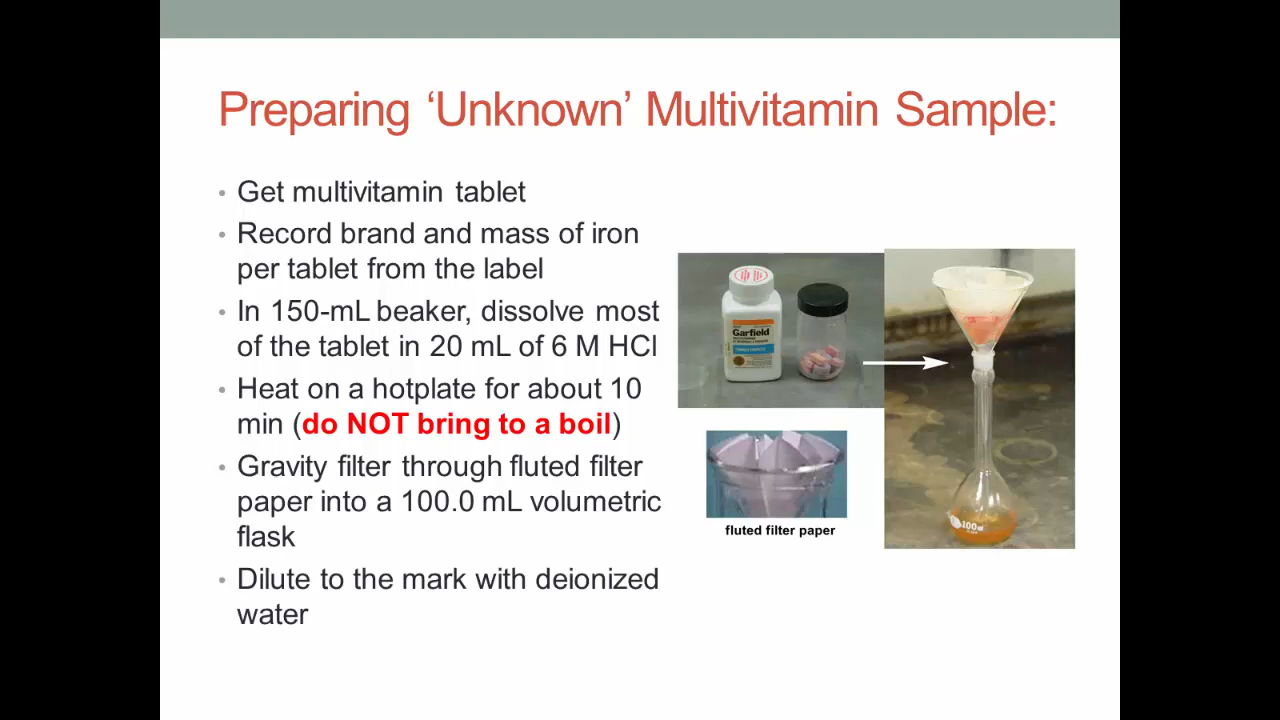 Preparing ‘Unknown’ Multivitamin Sample:
• Get multivitamin tablet
• Record brand and mass of iron
per tablet from the label
• In 150-mL beaker, dissolve most
of the tablet in 20 mL of 6 M HCl
• Heat on a hotplate for about 10
min (do NOT bring to a boil)
• Gravity filter through fluted filter
paper into a 100.0 mL volumetric
flask
• Dilute to the mark with deionized
water
Garfield
fluted filter paper
100ml